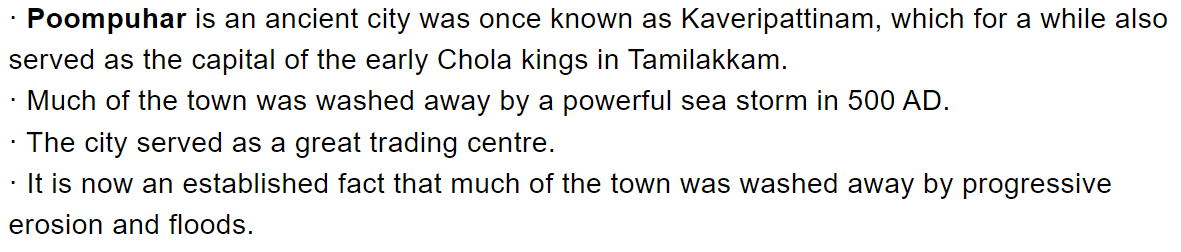 · Poompuhar is an ancient city was once known as Kaveripattinam, which for a while also
served as the capital of the early Chola kings in Tamilakkam.
· Much of the town was washed away by a powerful sea storm in 500 AD.
· The city served as a great trading centre.
· It is now an established fact that much of the town was washed away by progressive
erosion and floods.